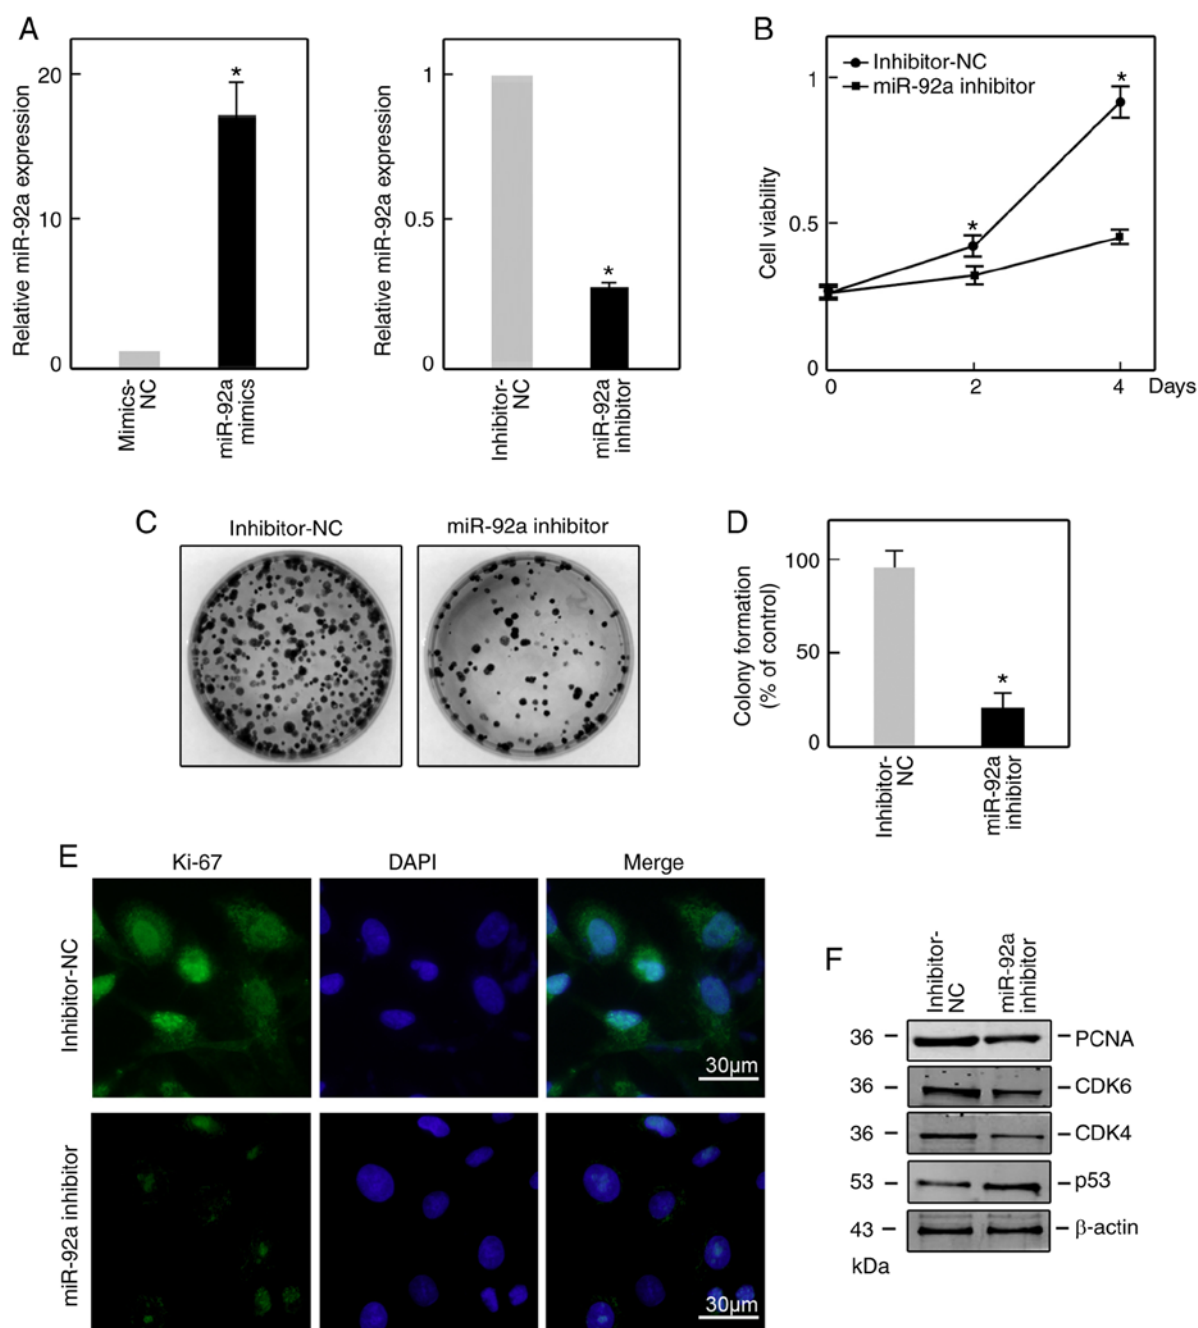 A
Relative miR-92a expression
20
10
0
*
Mimics-
NC
miR-92a
mimics
Relative miR-92a expression
1
0.5
0
*
Inhibitor-
NC
miR-92a
inhibitor
B
Inhibitor-NC
miR-92a inhibitor
Cell viability
1
0.5
0
*
*
0 2 4 Days
C
Inhibitor-NC
miR-92a inhibitor
D
Colony formation
(% of control)
100
50
0
*
Inhibitor-
NC
miR-92a
inhibitor
E
Ki-67
DAPI
Merge
Inhibitor-NC
30μm
miR-92a inhibitor
30μm
F
Inhibitor-
NC
miR-92a
inhibitor
36 – – PCNA
36 – – CDK6
36 – – CDK4
53 – – p53
43 – – β-actin
kDa